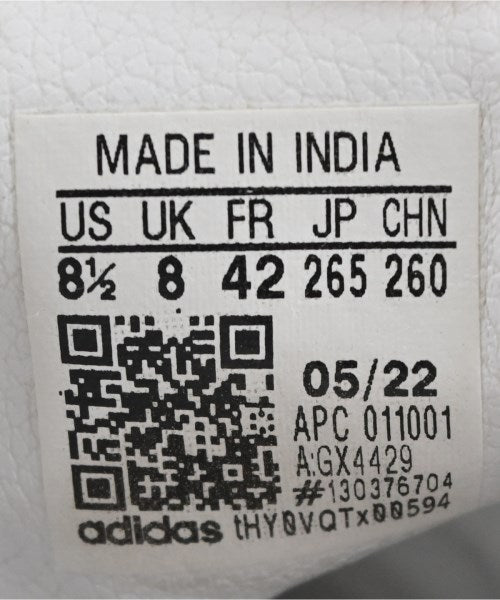 MADE IN INDIA
US UK FR JP CHN
8½ 8 42 265 260
05/22
APC 011001
A:GX4429
#130376704
adidas tHY0VQTx00594